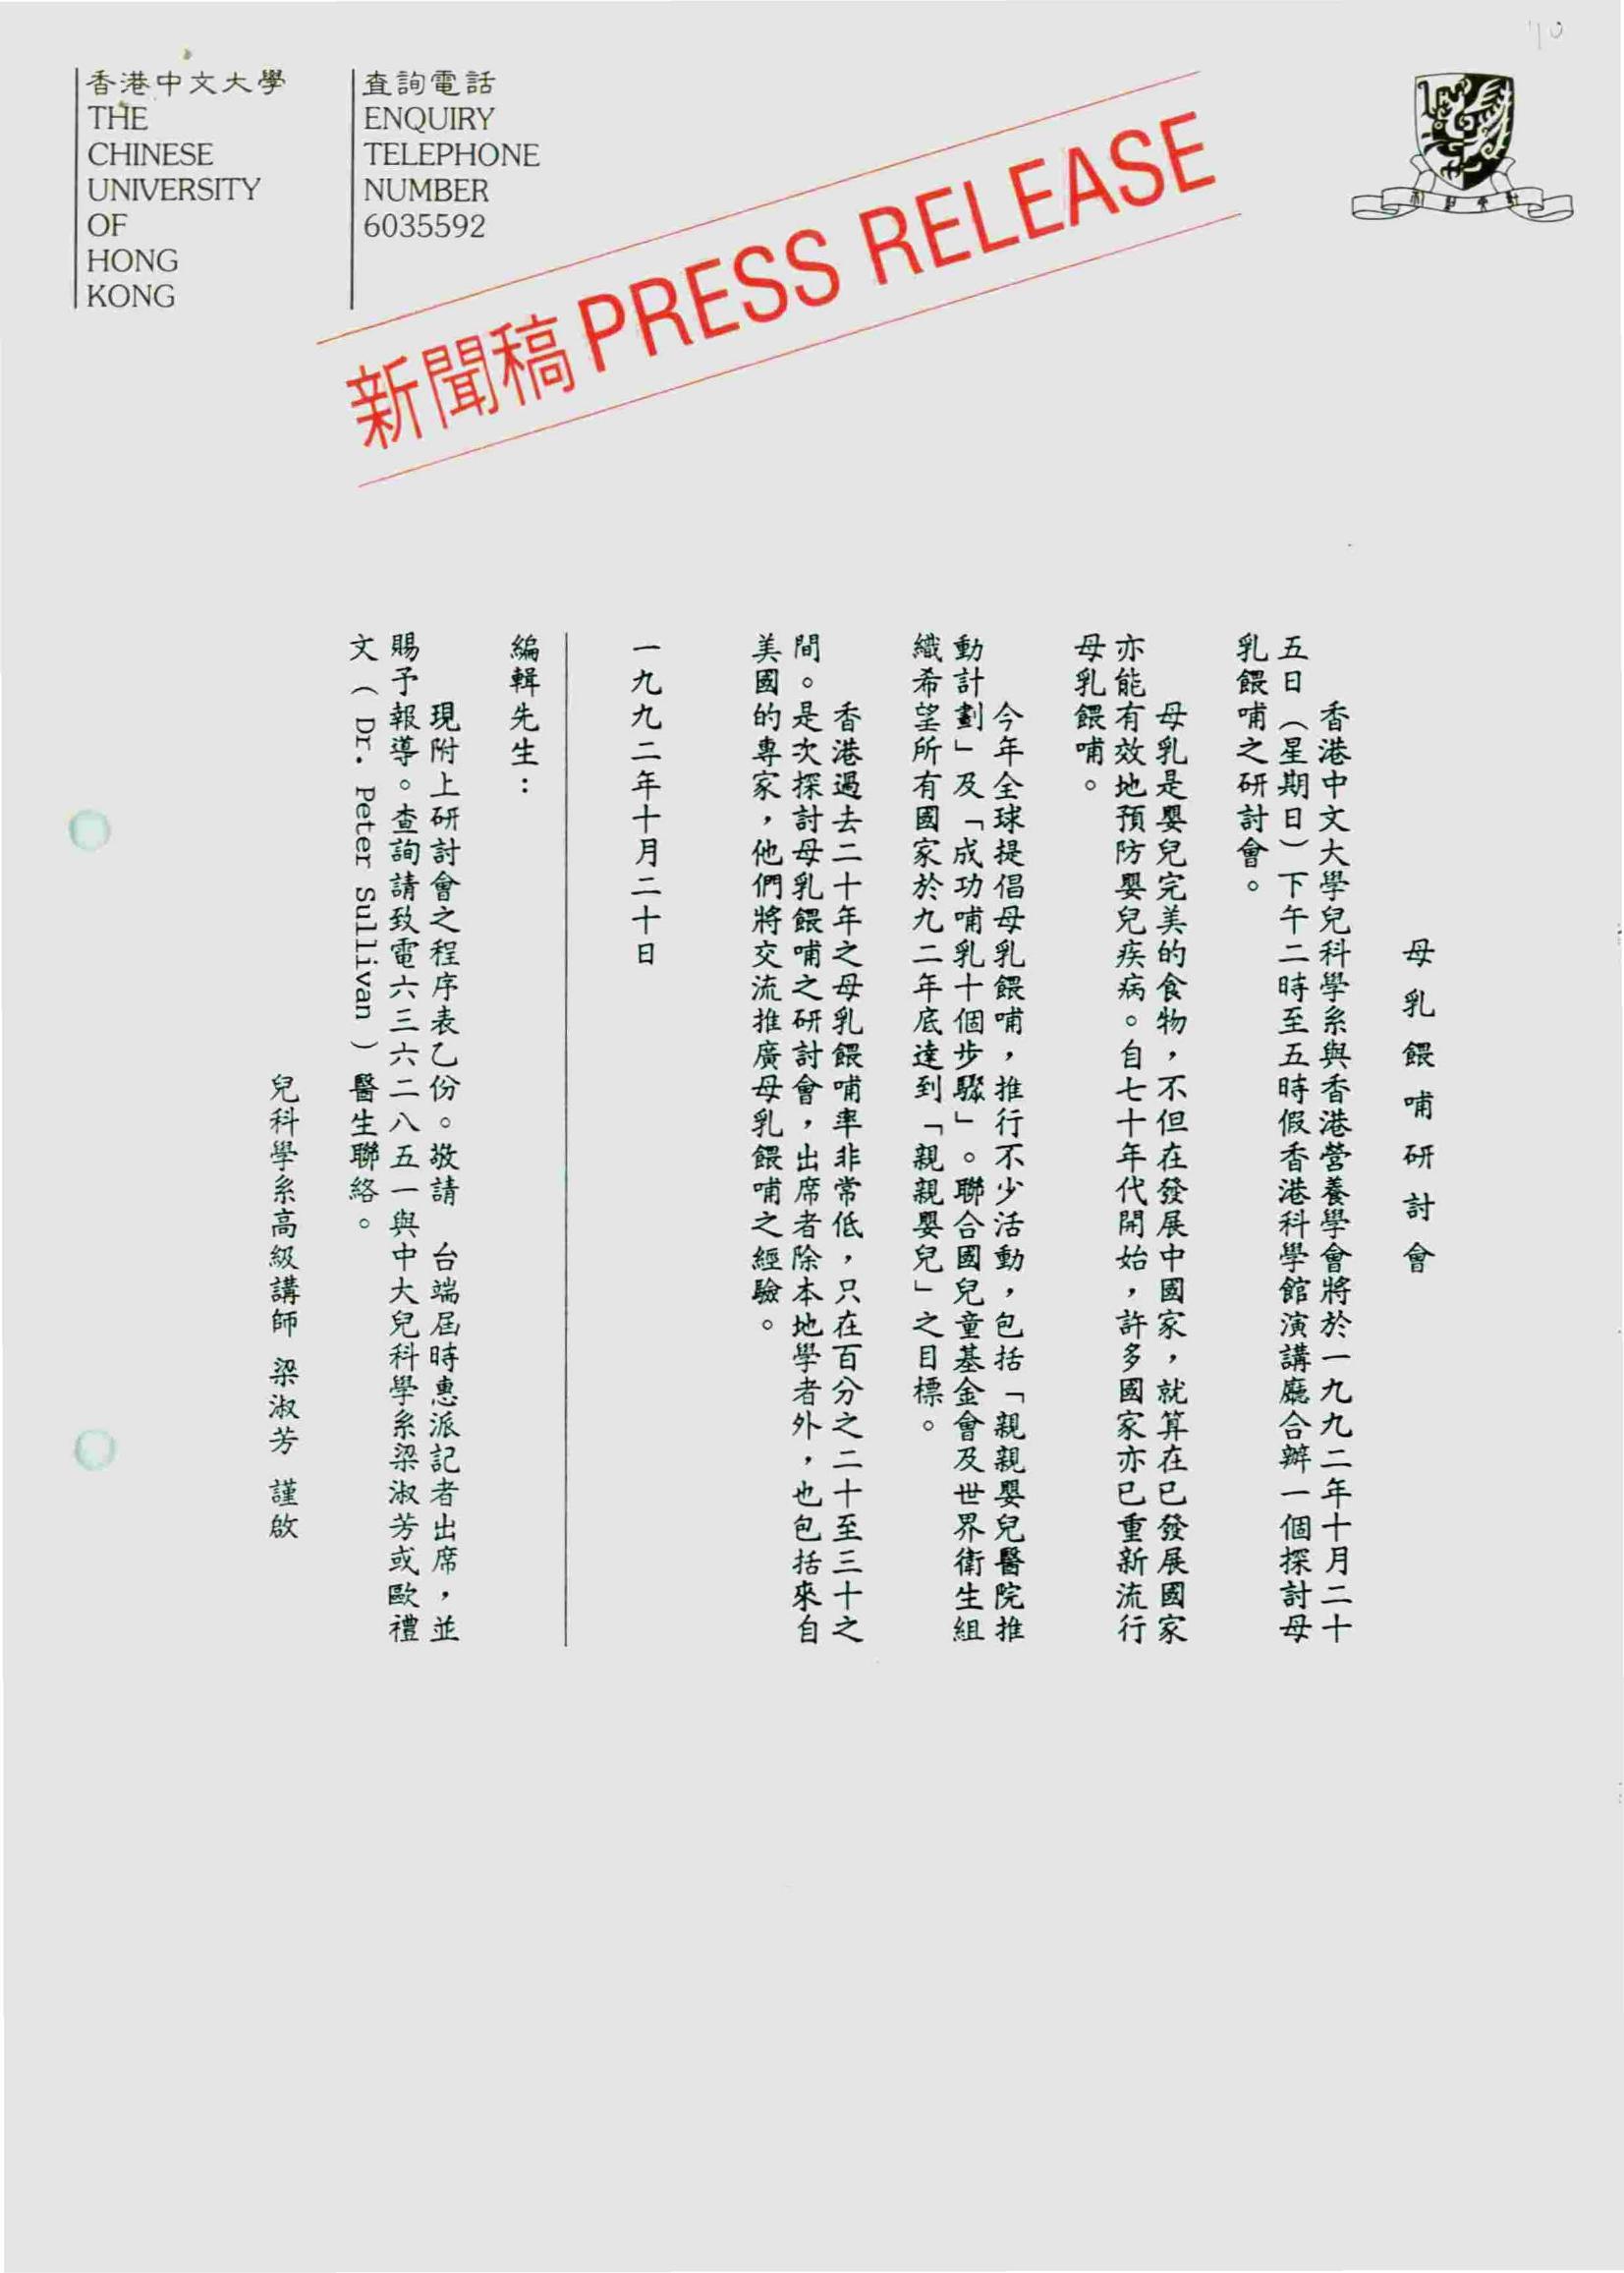 香港中文大學
THE
CHINESE
UNIVERSITY
OF
HONG
KONG
查詢電話
ENQUIRY
TELEPHONE
NUMBER
6035592
新聞稿 PRESS RELEASE
母乳餵哺研討會
香港中文大學兒科學系與香港營養學會將於一九九二年十月二十
五日（星期日）下午二時至五時假香港科學館演講廳合辦一個探討母
乳餵哺之研討會。
母乳是嬰兒完美的食物，不但在發展中國家，就算在已發展國家
亦能有效地預防嬰兒疾病。自七十年代開始，許多國家亦已重新流行
母乳餵哺。
今年全球提倡母乳餵哺，推行不少活動，包括「親親嬰兒醫院推
動計劃」及「成功哺乳十個步驟」。聯合國兒童基金會及世界衛生組
織希望所有國家於九二年底達到「親親嬰兒」之目標。
香港過去二十年之母乳餵哺率非常低，只在百分之二十至三十之
間。是次探討母乳餵哺之研討會，出席者除本地學者外，也包括來自
美國的專家，他們將交流推廣母乳餵哺之經驗。
一九九二年十月二十日
編輯先生：
現附上研討會之程序表乙份。敬請　台端屆時惠派記者出席，並
賜予報導。查詢請致電六三六二八五一與中大兒科學系梁淑芳或歐禮
文（Dr. Peter Sullivan）醫生聯絡。
兒科學系高級講師 梁淑芳 謹啟